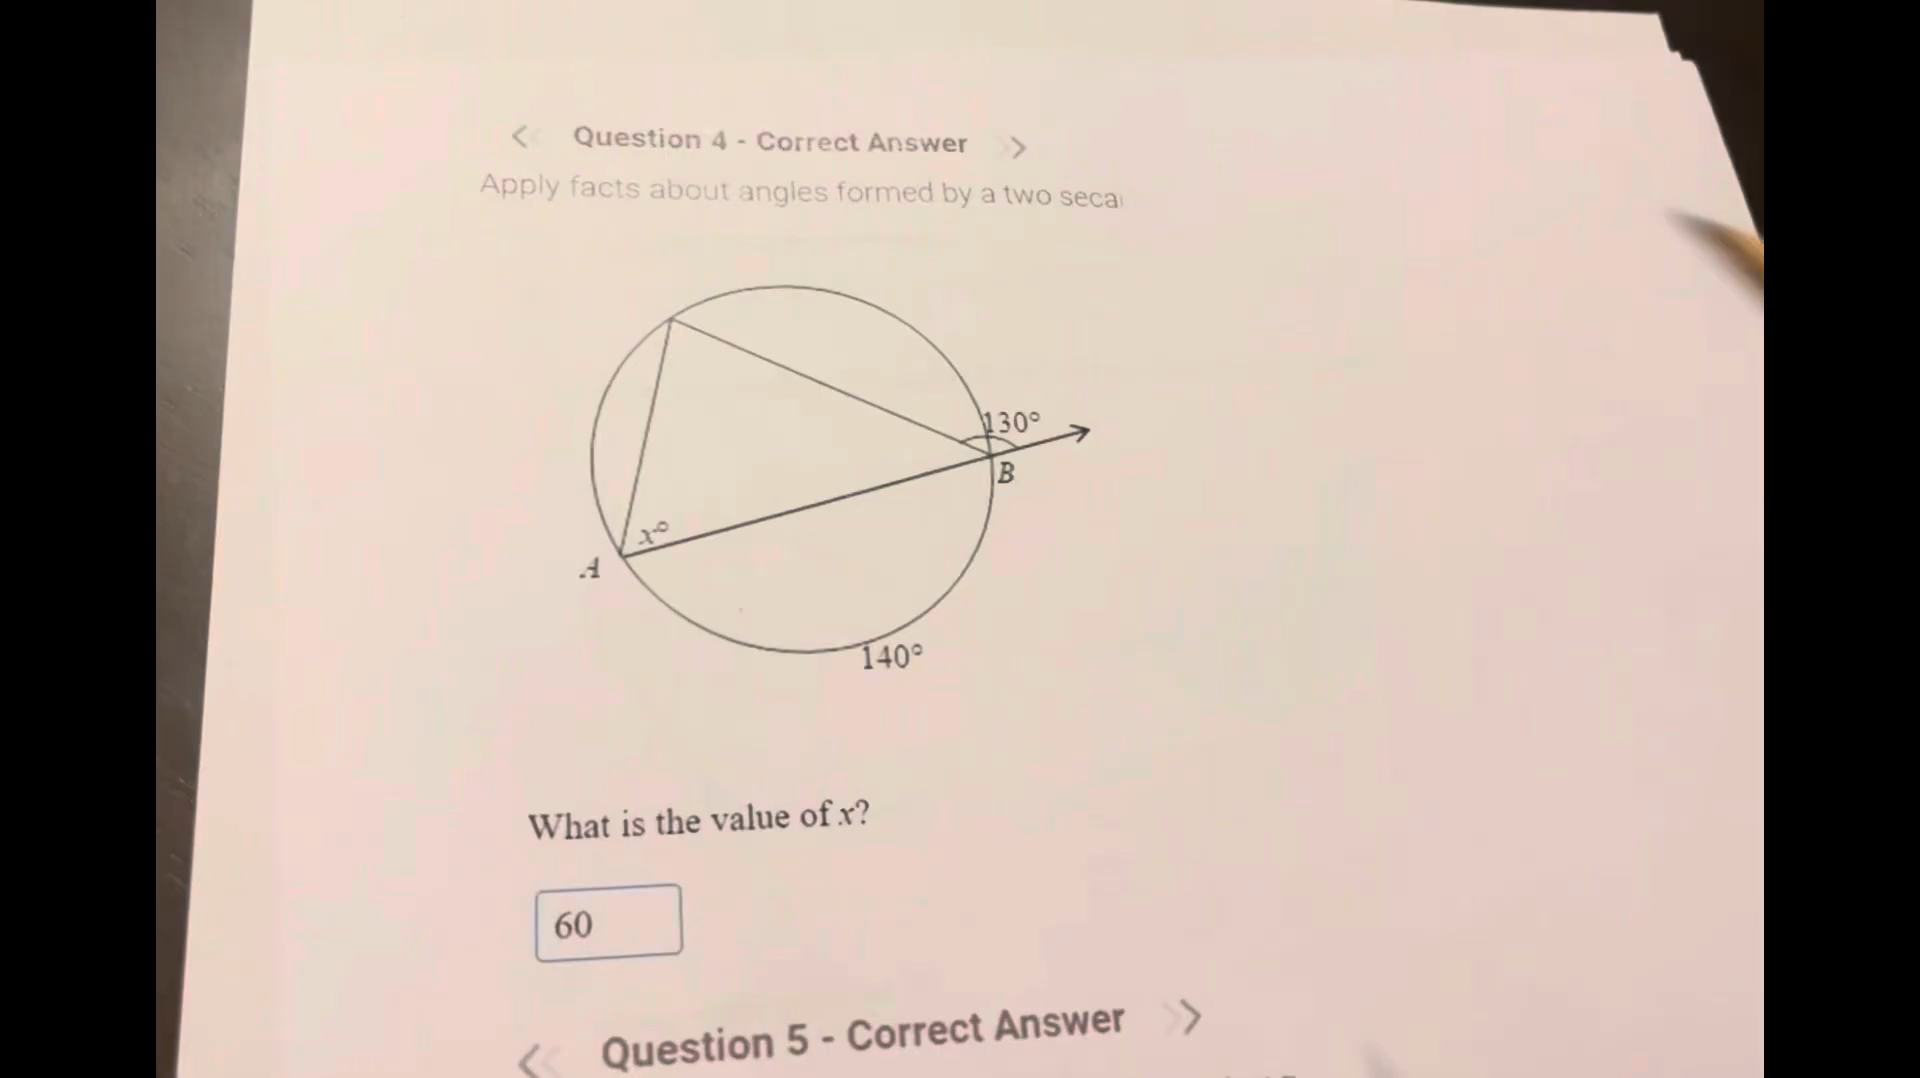 Question 4 - Correct Answer
Apply facts about angles formed by a two seca
130°
B
x°
A
140°
What is the value of x?
60
Question 5 - Correct Answer